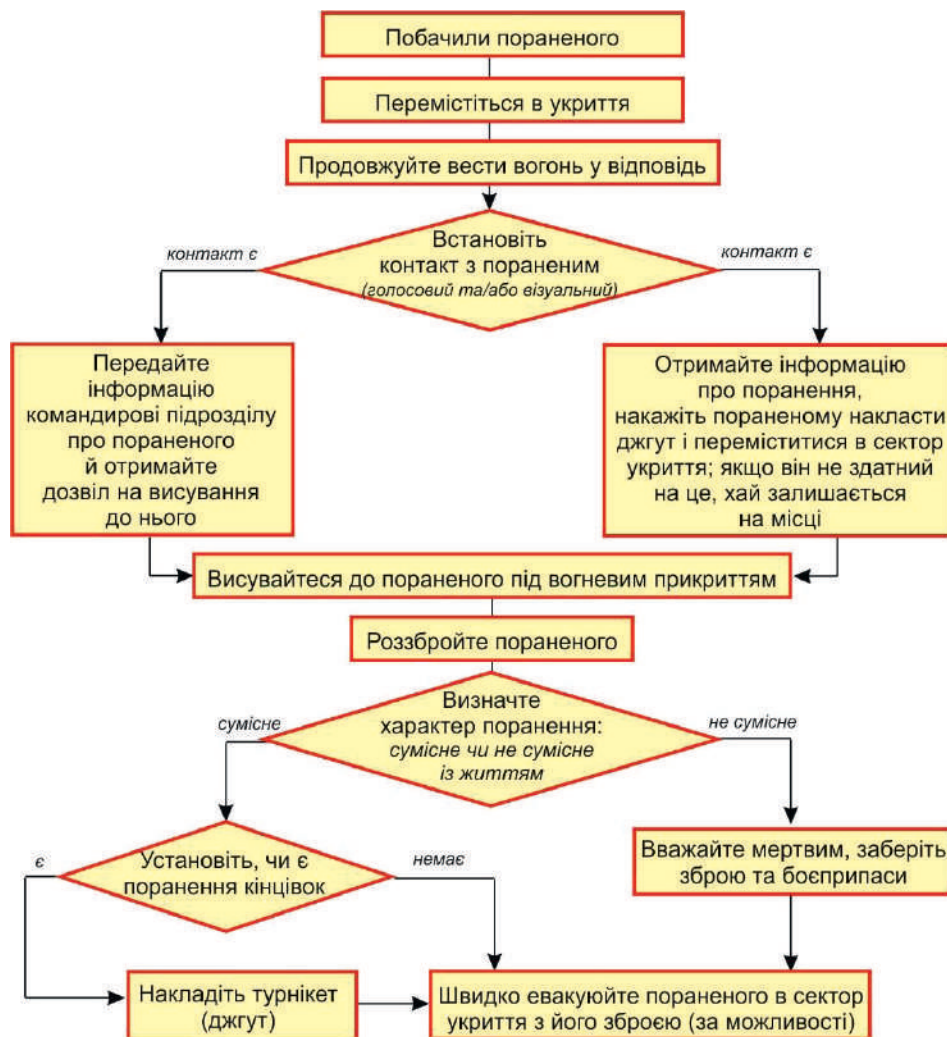 Побачили пораненого
Перемістіться в укриття
Продовжуйте вести вогонь у відповідь
Встановіть
контакт з пораненим
(голосовий та/або візуальний)
контакт є
контакт є
Передайте
інформацію
командирові підрозділу
про пораненого
й отримайте
дозвіл на висування
до нього
Отримайте інформацію
про поранення,
накажіть пораненому накласти
джгут і переміститися в сектор
укриття; якщо він не здатний
на це, хай залишається
на місці
Висувайтеся до пораненого під вогневим прикриттям
Роззбройте пораненого
Визначте
характер поранення:
сумісне чи не сумісне
із життям
сумісне
не сумісне
Установіть, чи є
поранення кінцівок
є
немає
Вважайте мертвим, заберіть
зброю та боєприпаси
Накладіть турнікет
(джгут)
Швидко евакуюйте пораненого в сектор
укриття з його зброєю (за можливості)